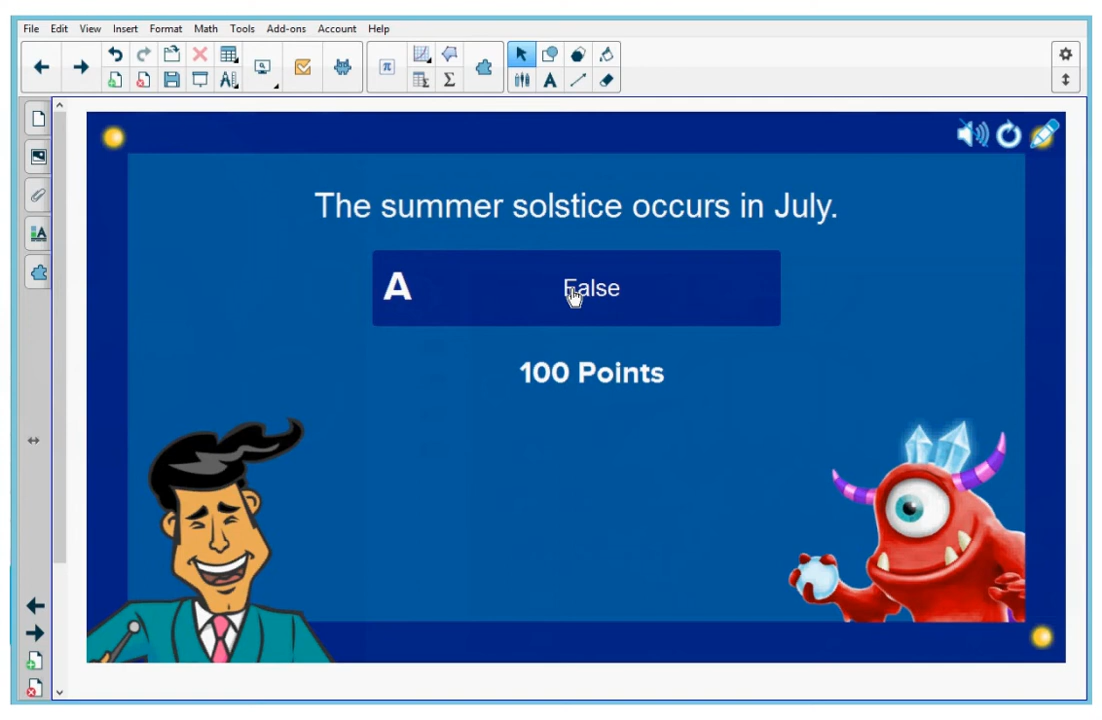 File Edit View Insert Format Math Tools Add-ons Account Help
The summer solstice occurs in July.
A False
100 Points